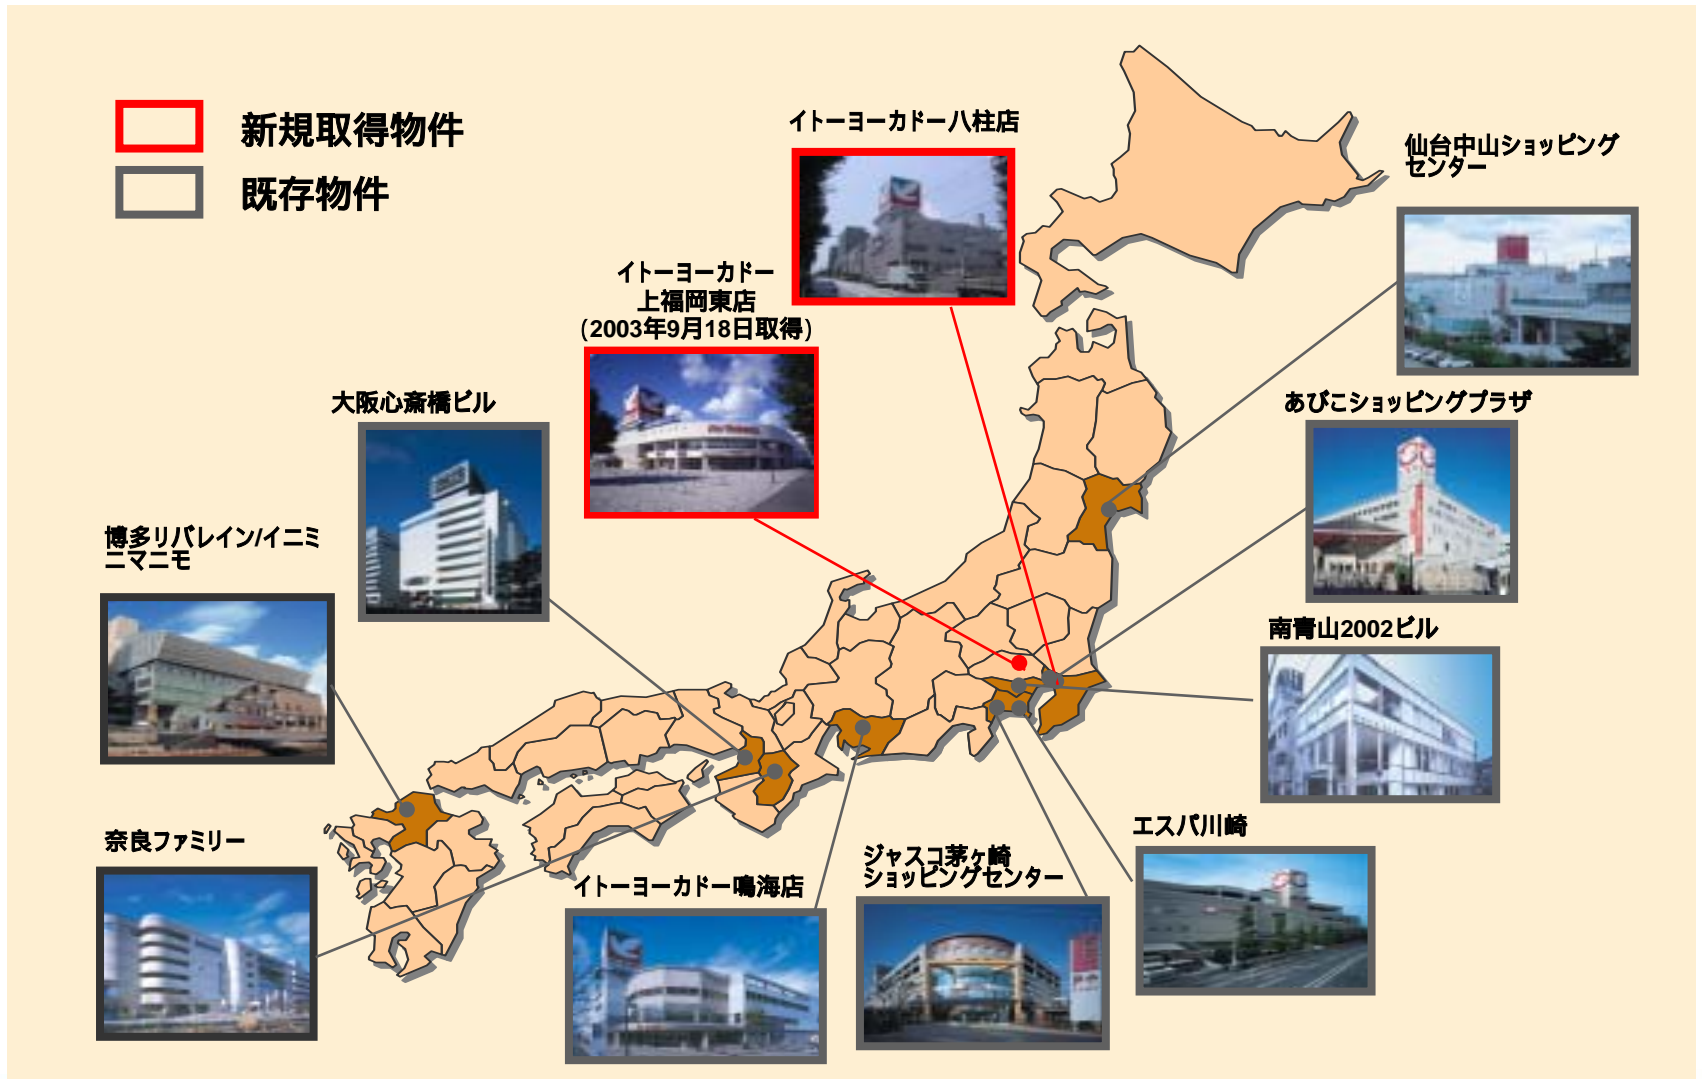 新規取得物件
既存物件
イトーヨーカドー八柱店
仙台中山ショッピング
センター
イトーヨーカドー
上福岡東店
(2003年9月18日取得)
大阪心斎橋ビル
あびこショッピングプラザ
博多リバレイン/イニミ
ニマニモ
南青山2002ビル
奈良ファミリー
イトーヨーカドー鳴海店
ジャスコ茅ヶ崎
ショッピングセンター
エスパ川崎